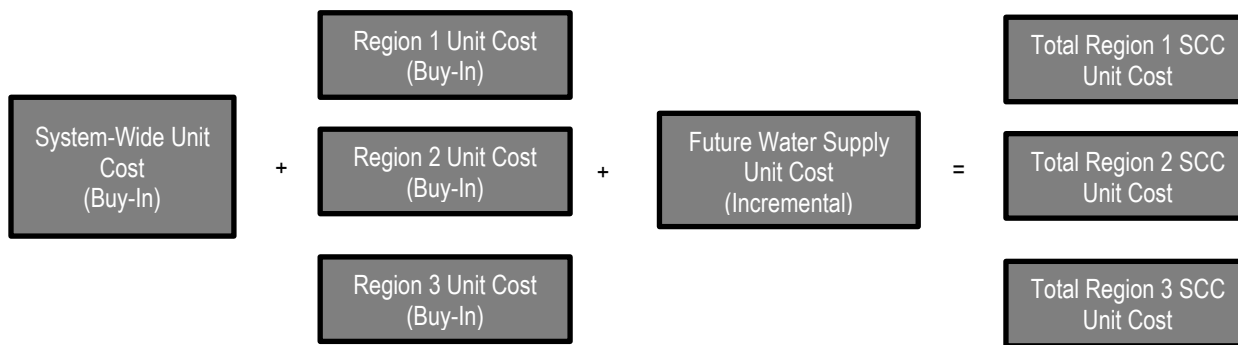 System-Wide Unit
Cost
(Buy-In)
+
Region 1 Unit Cost
(Buy-In)
Region 2 Unit Cost
(Buy-In)
Region 3 Unit Cost
(Buy-In)
+
Future Water Supply
Unit Cost
(Incremental)
=
Total Region 1 SCC
Unit Cost
Total Region 2 SCC
Unit Cost
Total Region 3 SCC
Unit Cost